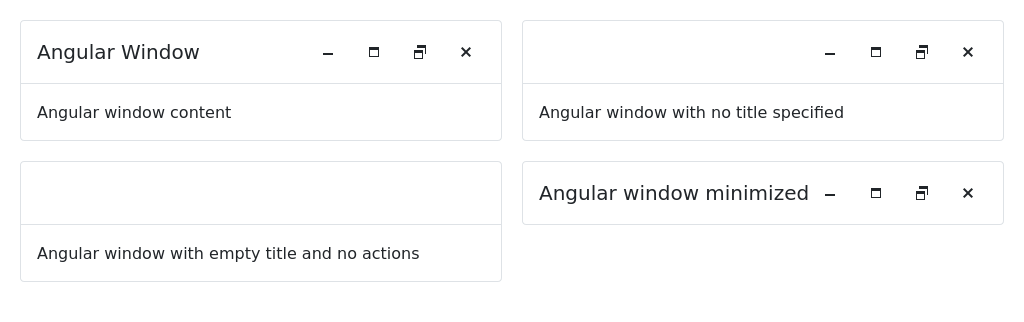 Angular Window
Angular window content
Angular window with no title specified
Angular window with empty title and no actions
Angular window minimized